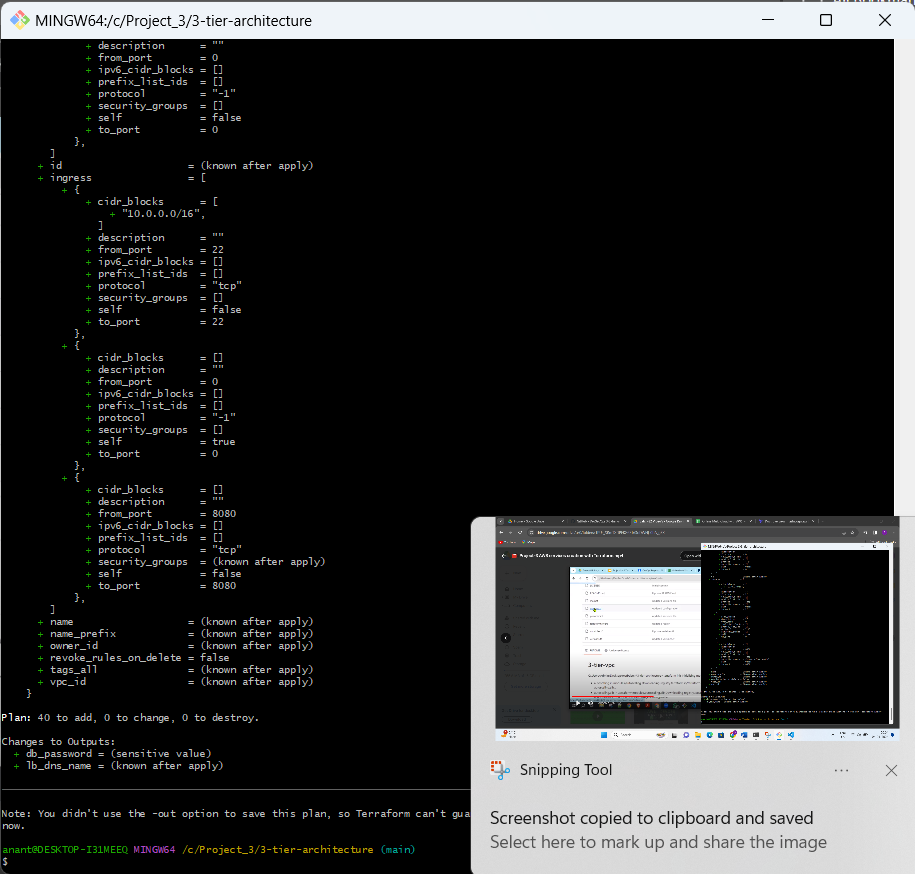 MINGW64:/c/Project_3/3-tier-architecture
+ description      = ""
+ from_port        = 0
+ ipv6_cidr_blocks = []
+ prefix_list_ids  = []
+ protocol         = "-1"
+ security_groups  = []
+ self             = false
+ to_port          = 0
},
]
+ id                     = (known after apply)
+ ingress                = [
+ {
+ cidr_blocks      = [
+ "10.0.0.0/16",
]
+ description      = ""
+ from_port        = 22
+ ipv6_cidr_blocks = []
+ prefix_list_ids  = []
+ protocol         = "tcp"
+ security_groups  = []
+ self             = false
+ to_port          = 22
},
+ {
+ cidr_blocks      = []
+ description      = ""
+ from_port        = 0
+ ipv6_cidr_blocks = []
+ prefix_list_ids  = []
+ protocol         = "-1"
+ security_groups  = []
+ self             = true
+ to_port          = 0
},
+ {
+ cidr_blocks      = []
+ description      = ""
+ from_port        = 8080
+ ipv6_cidr_blocks = []
+ prefix_list_ids  = []
+ protocol         = "tcp"
+ security_groups  = (known after apply)
+ self             = false
+ to_port          = 8080
},
]
+ name                   = (known after apply)
+ name_prefix            = (known after apply)
+ owner_id               = (known after apply)
+ revoke_rules_on_delete = false
+ tags_all               = (known after apply)
+ vpc_id                 = (known after apply)
}
Plan: 40 to add, 0 to change, 0 to destroy.
Changes to Outputs:
+ db_password = (sensitive value)
+ lb_dns_name = (known after apply)
Note: You didn't use the -out option to save this plan, so Terraform can't gua
now.
anant@DESKTOP-I31MEEQ MINGW64 /c/Project_3/3-tier-architecture (main)
$
3-tier-vpc
Snipping Tool
Screenshot copied to clipboard and saved
Select here to mark up and share the image